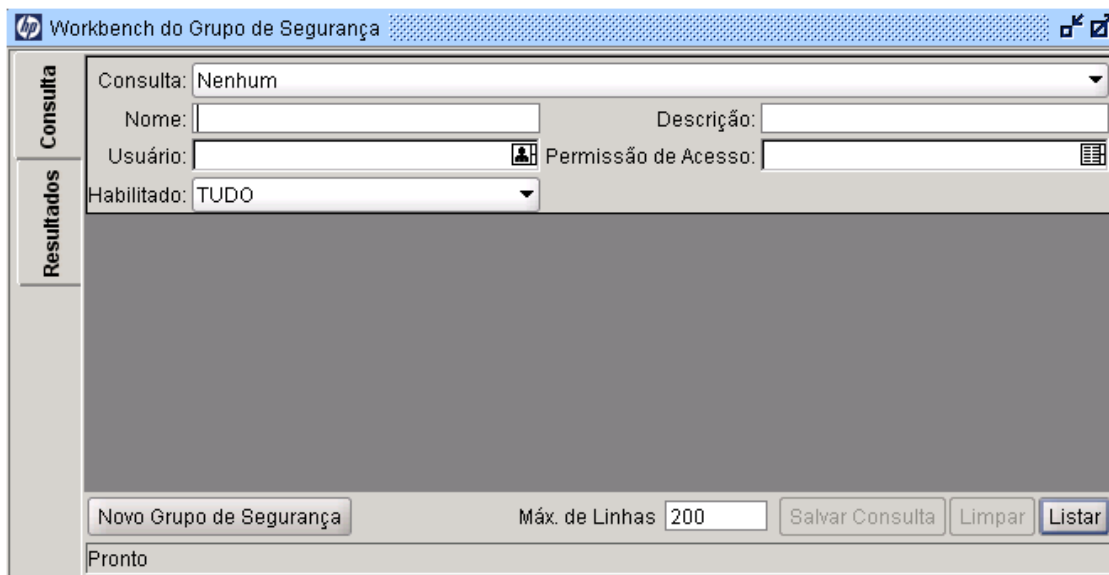 hp Workbench do Grupo de Segurança
Consulta
Resultados
Consulta: Nenhum
Nome: Descrição:
Usuário: Permissão de Acesso:
Habilitado: TUDO
Novo Grupo de Segurança Máx. de Linhas 200 Salvar Consulta Limpar Listar
Pronto